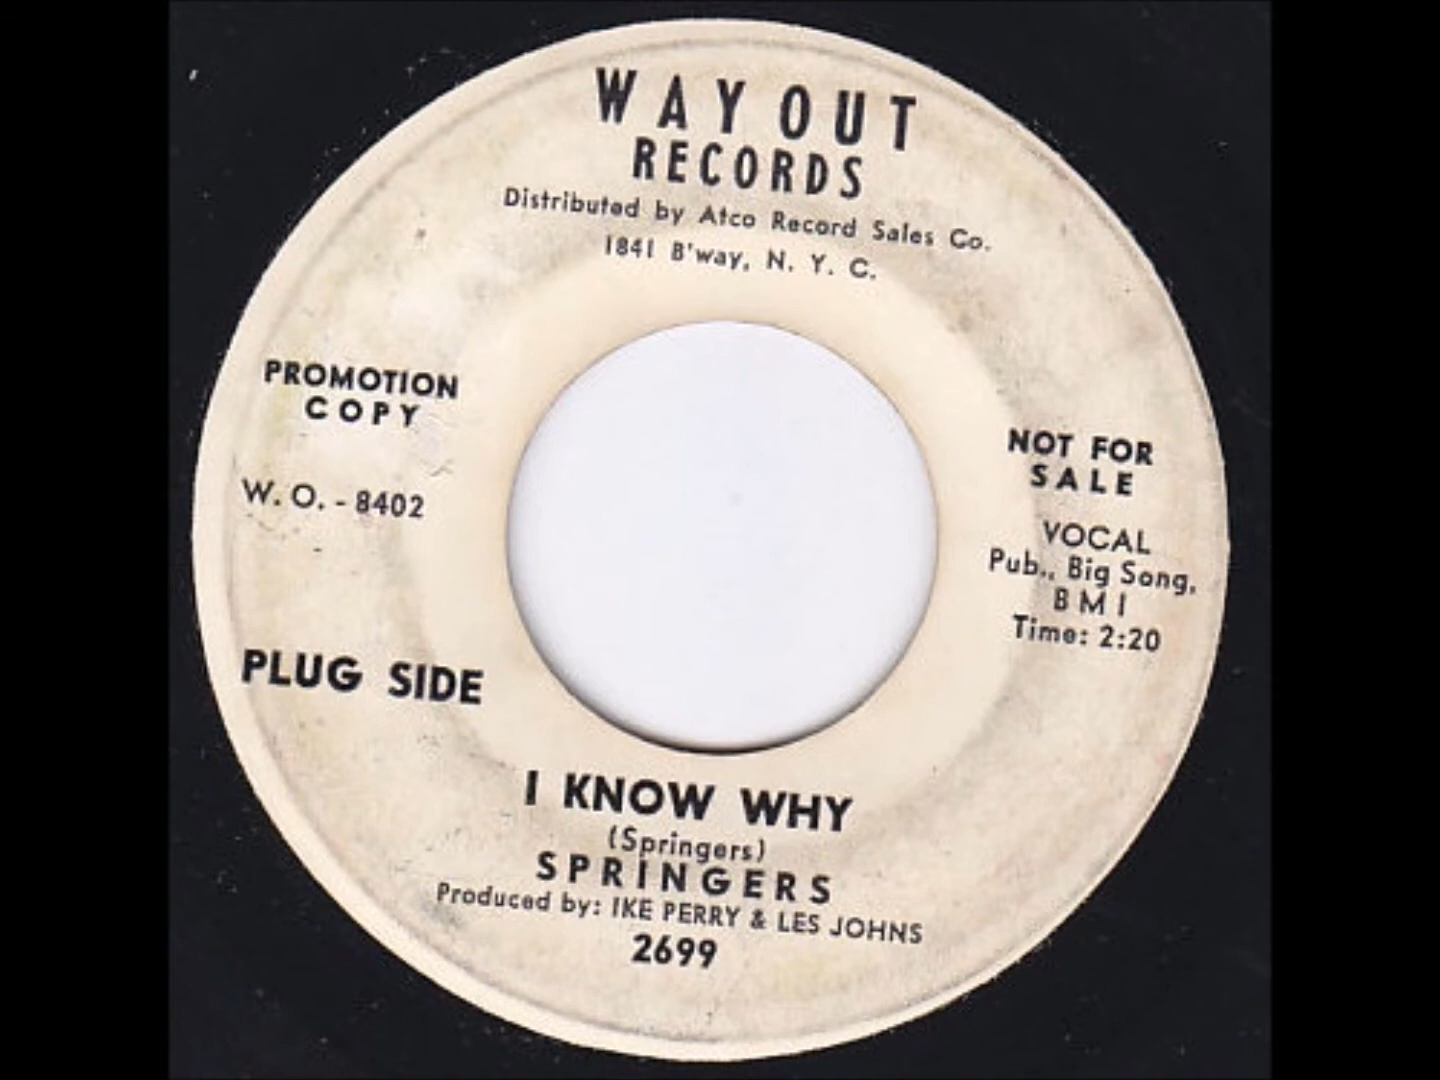 WAY OUT
RECORDS
Distributed by Atco Record Sales Co.
1841 B'way, N. Y. C.
PROMOTION
COPY
W. O. - 8402
PLUG SIDE
NOT FOR
SALE
VOCAL
Pub., Big Song,
BMI
Time: 2:20
I KNOW WHY
(Springers)
SPRINGERS
Produced by: IKE PERRY & LES JOHNS
2699